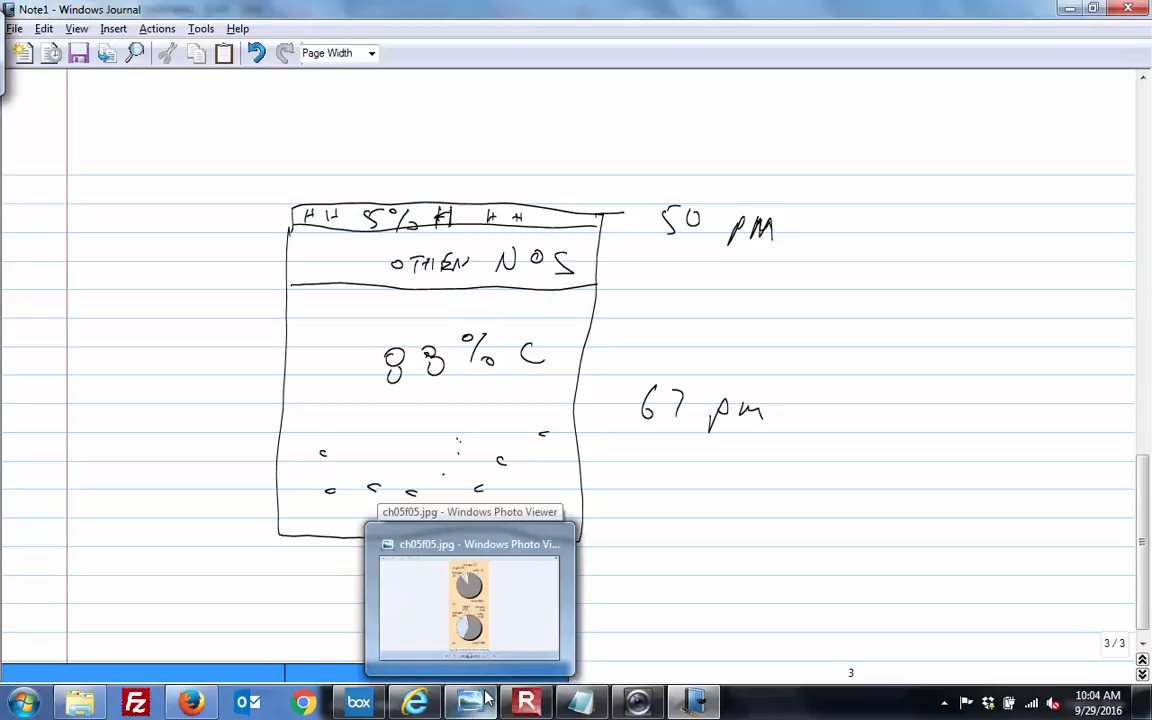 Note1 - Windows Journal
File Edit View Insert Actions Tools Help
Page Width
H H 5% H H H
50 pm
OTHER NOS
83% C
67 pm
c c c c c c c c
ch05f05.jpg - Windows Photo Viewer
ch05f05.jpg - Windows Photo Vi...
3 / 3
3
box
R
10:04 AM
9/29/2016